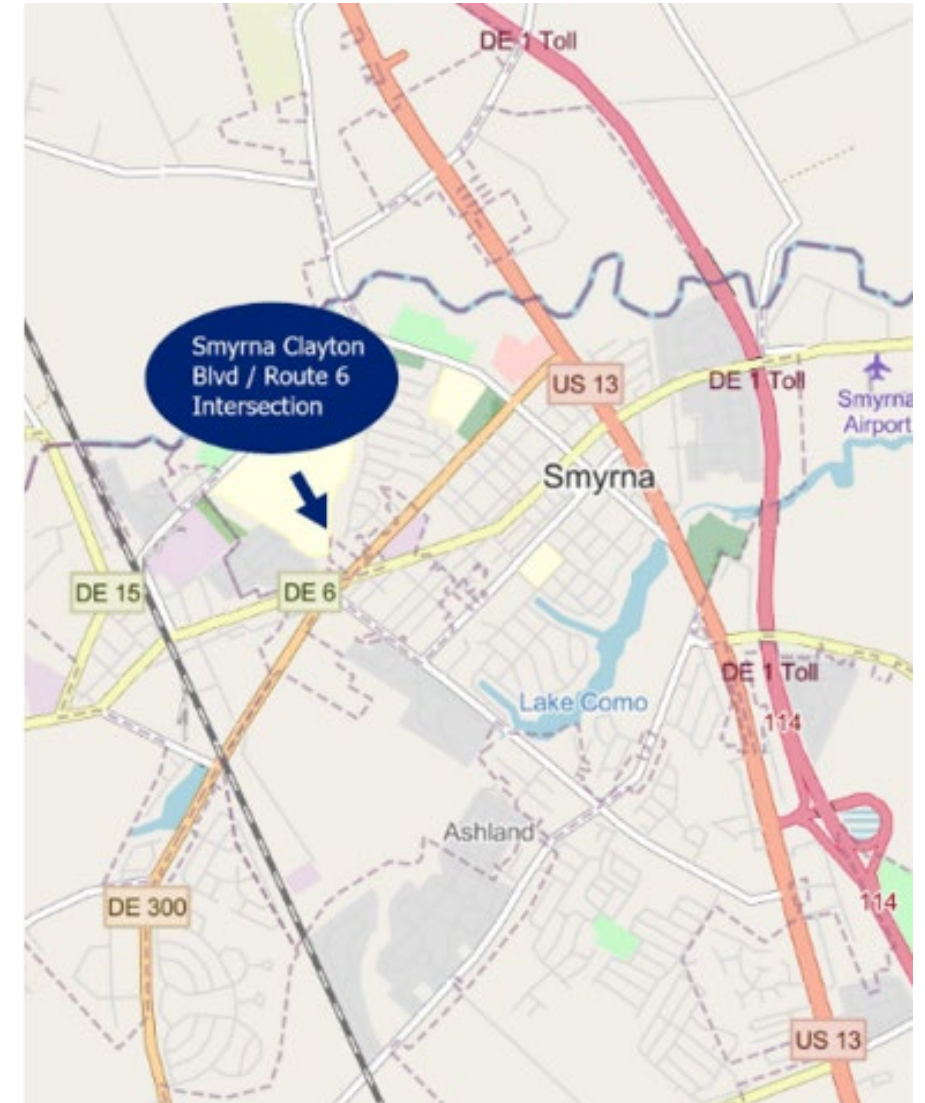 DE 1 Toll
Smyrna Clayton
Blvd / Route 6
Intersection
US 13
DE 1 Toll
Smyrna
Airport
Smyrna
DE 15
DE 6
DE 1 Toll
Lake Como
114
Ashland
114
DE 300
US 13